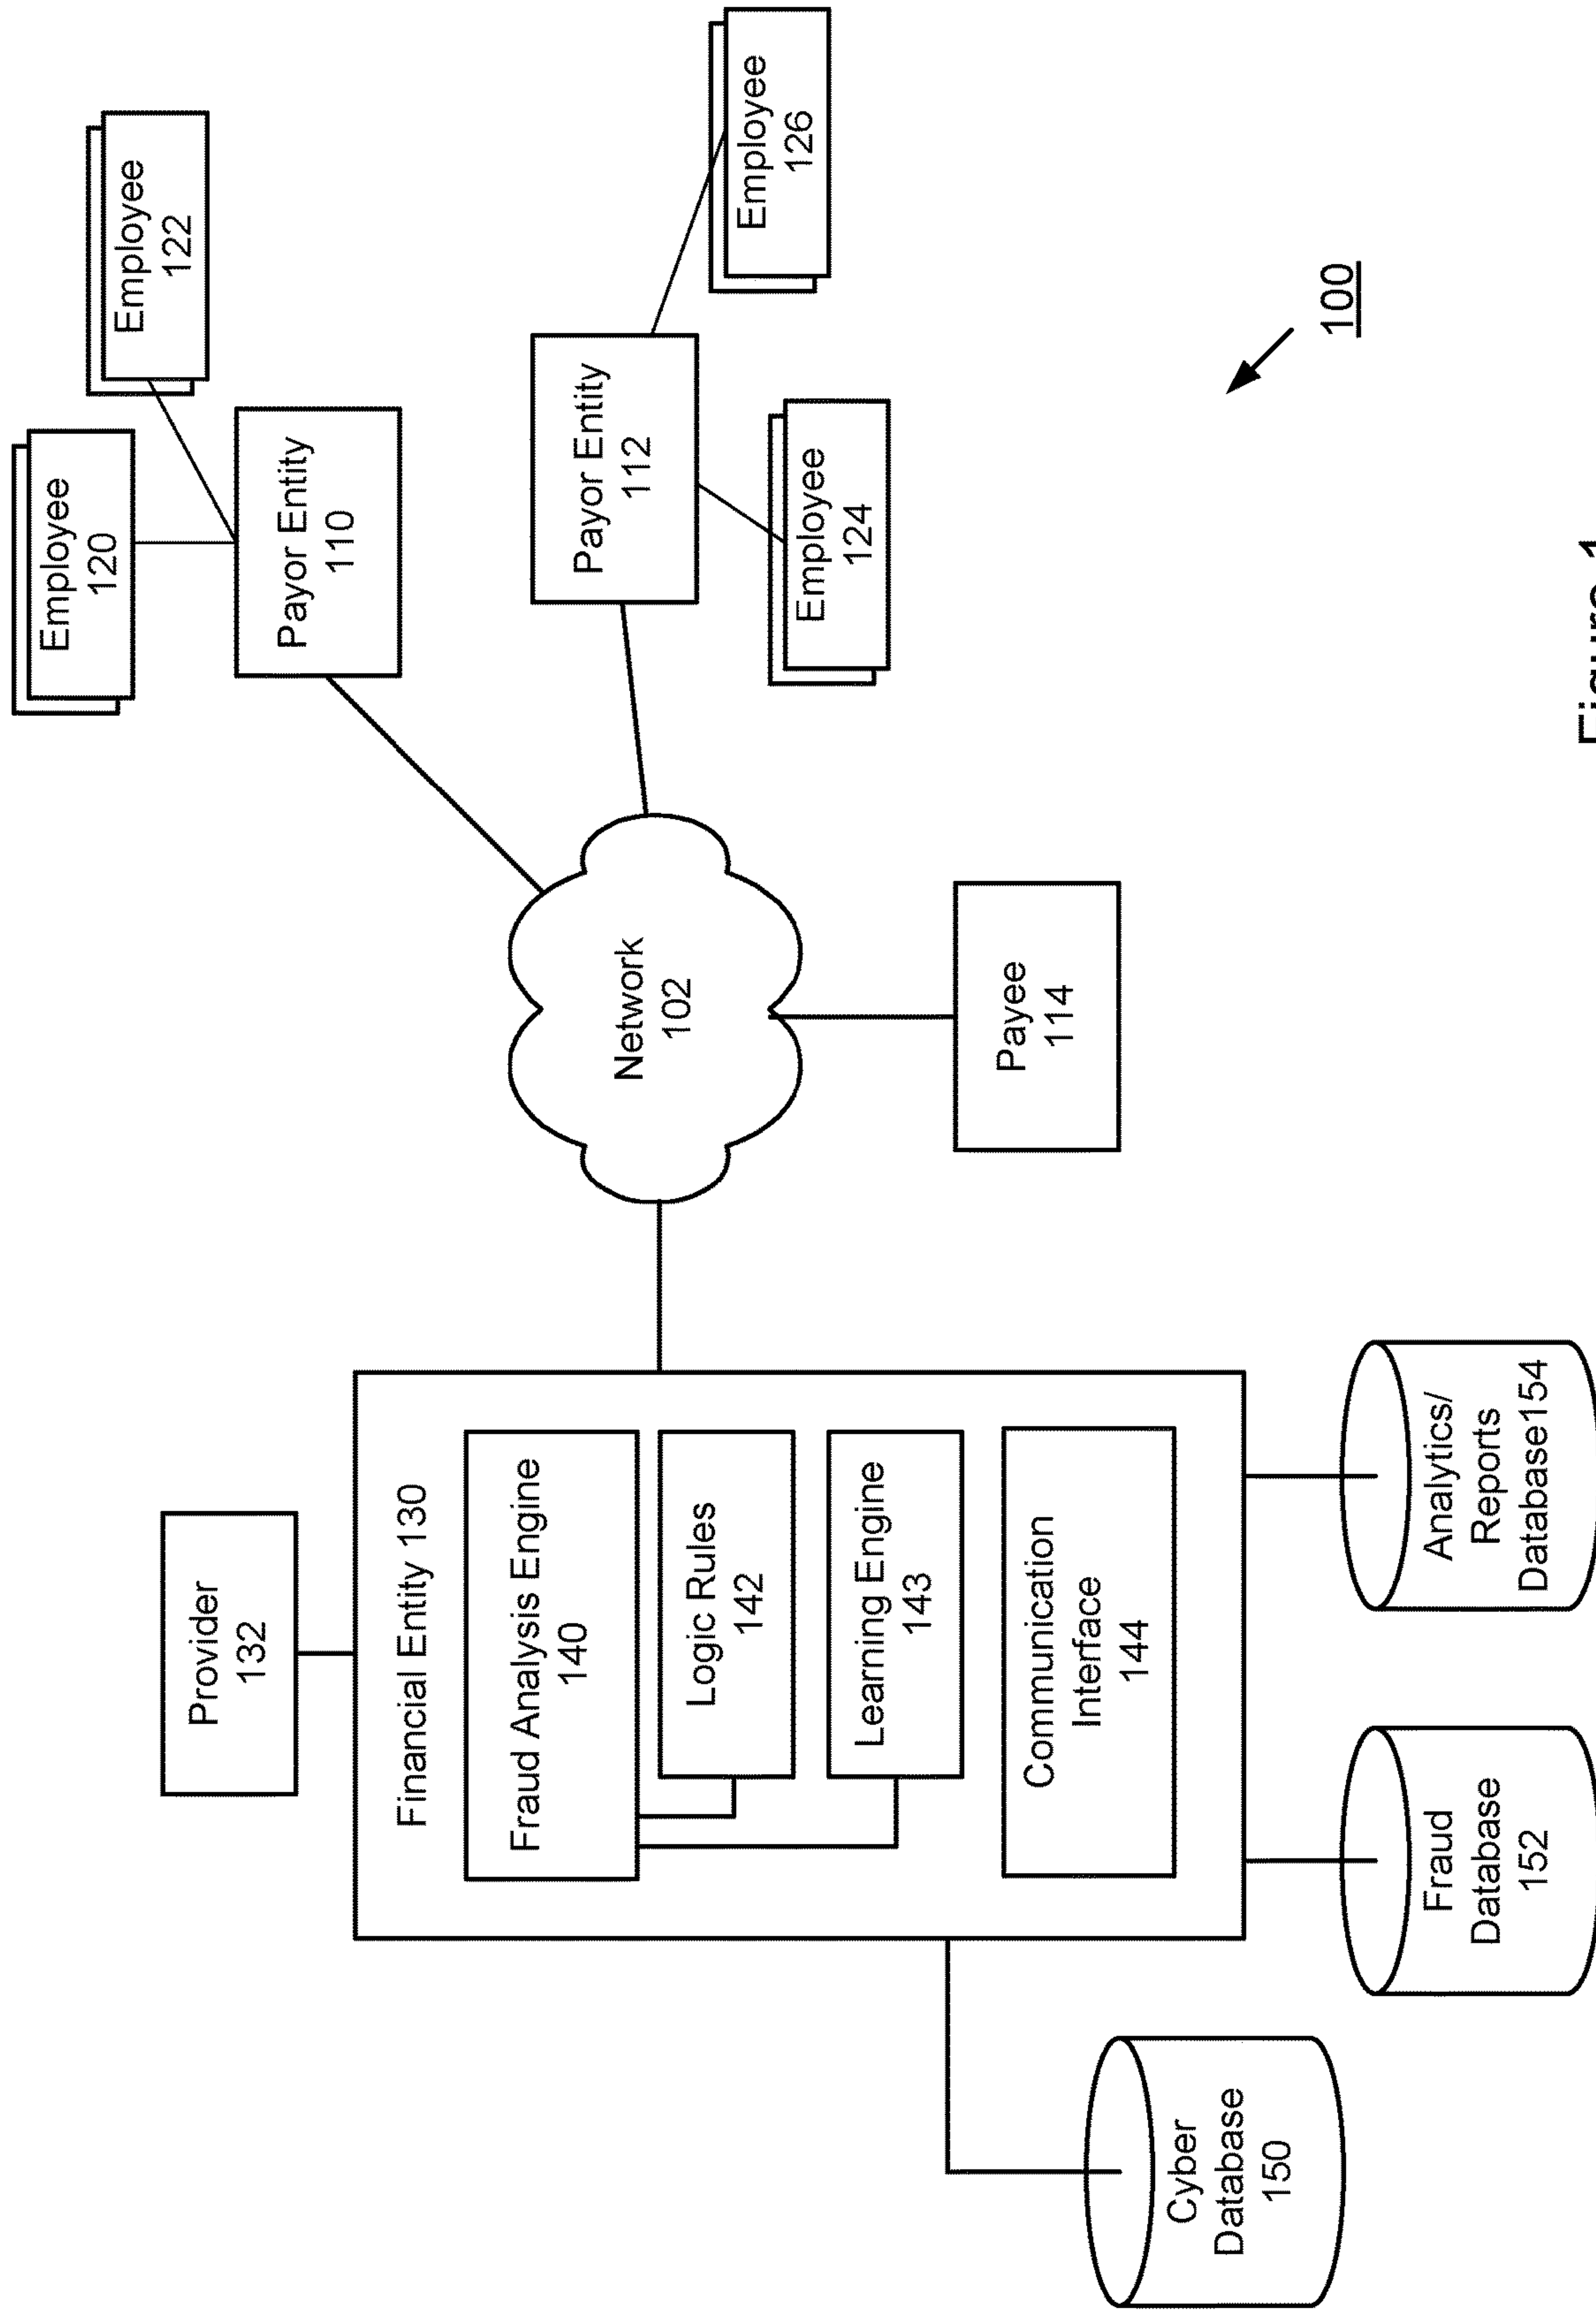 Provider
132
Financial Entity 130
Fraud Analysis Engine
140
Logic Rules
142
Learning Engine
143
Communication
Interface
144
Cyber
Database
150
Fraud
Database
152
Analytics/
Reports
Database154
Network
102
Payee
114
Employee
120
Employee
122
Payor Entity
110
Payor Entity
112
Employee
124
Employee
126
100
Figure 1